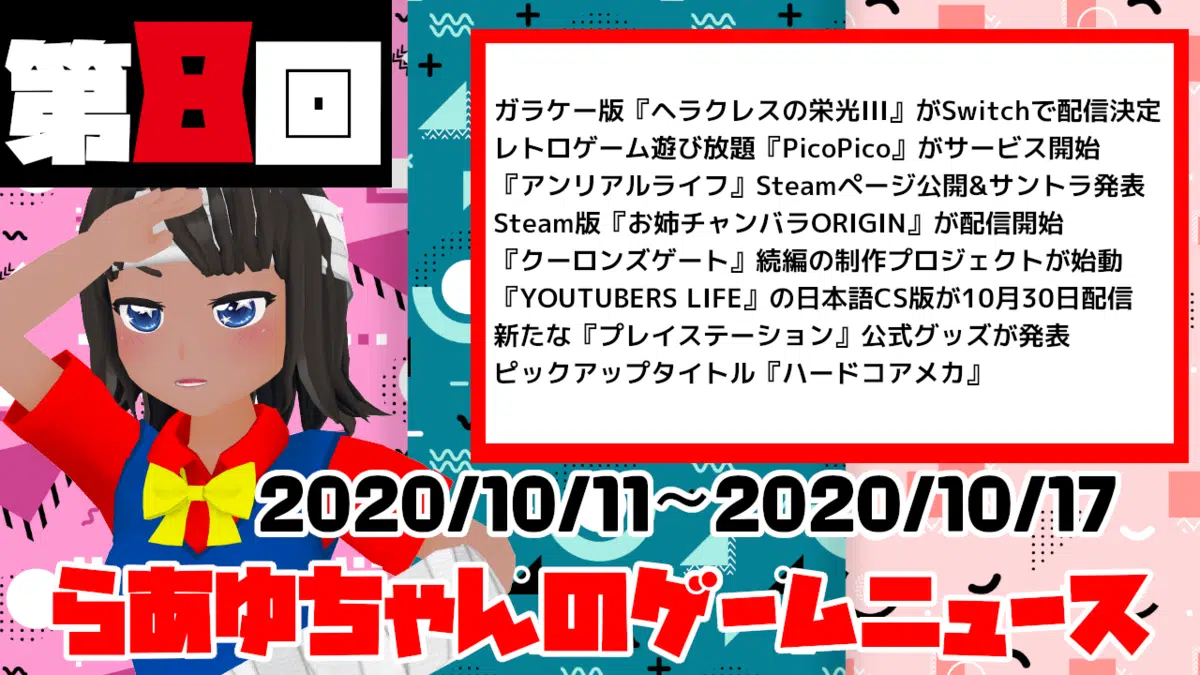 第8回
ガラケー版『ヘラクレスの栄光III』がSwitchで配信決定
レトロゲーム遊び放題『PicoPico』がサービス開始
『アンリアルライフ』Steamページ公開&サントラ発表
Steam版『お姉チャンバラORIGIN』が配信開始
『クーロンズゲート』続編の制作プロジェクトが始動
『YOUTUBERS LIFE』の日本語CS版が10月30日配信
新たな『プレイステーション』公式グッズが発表
ピックアップタイトル『ハードコアメカ』
2020/10/11～2020/10/17
らあゆちゃんのゲームニュース